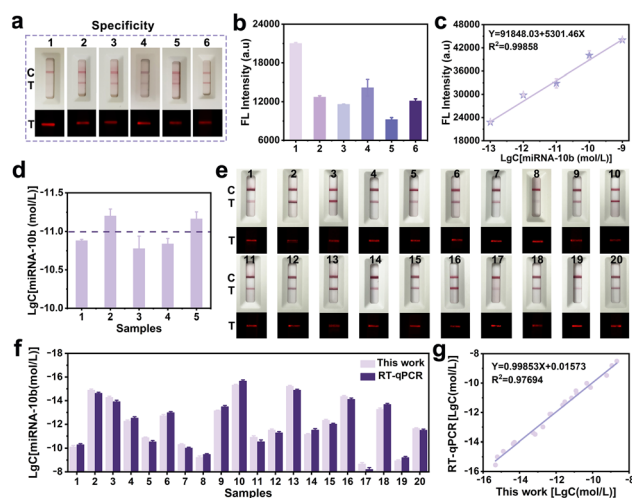 a
Specificity
1 2 3 4 5 6
C
T
T
b
FL Intensity (a.u)
24000
21000
18000
15000
12000
9000
6000
1 2 3 4 5 6
c
FL Intensity (a.u)
48000
42000
36000
30000
24000
18000
Y=91848.03+5301.46X
R²=0.99858
-13 -12 -11 -10 -9
LgC[miRNA-10b (mol/L)]
d
LgC[miRNA-10b (mol/L)]
-11.5
-11.0
-10.5
-10.0
1 2 3 4 5
Samples
e
1 2 3 4 5 6 7 8 9 10
C
T
T
11 12 13 14 15 16 17 18 19 20
C
T
T
f
LgC[miRNA-10b(mol/L)]
-18
-16
-14
-12
-10
-8
This work
RT-qPCR
1 2 3 4 5 6 7 8 9 10 11 12 13 14 15 16 17 18 19 20
Samples
g
RT-qPCR[LgC(mol/L)]
-8
-10
-12
-14
-16
Y=0.99853X+0.01573
R²=0.97694
-16 -14 -12 -10 -8
This work [LgC(mol/L)]